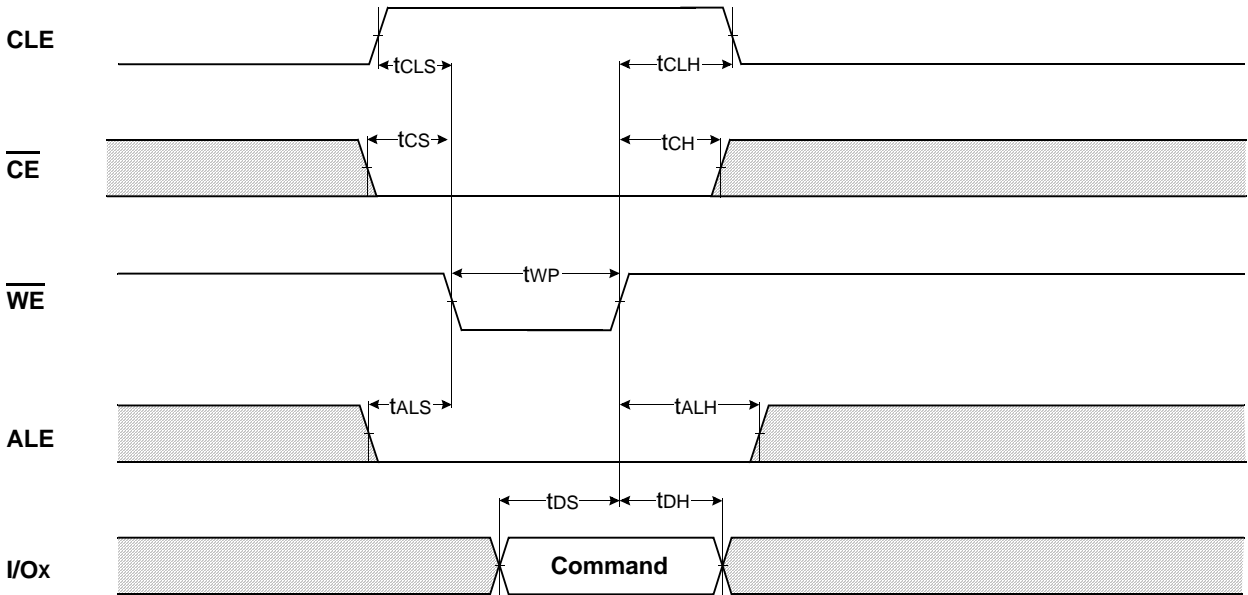 CLE
tCLS
tCLH
CE
tCS
tCH
WE
tWP
ALE
tALS
tALH
tDS
tDH
I/Ox
Command